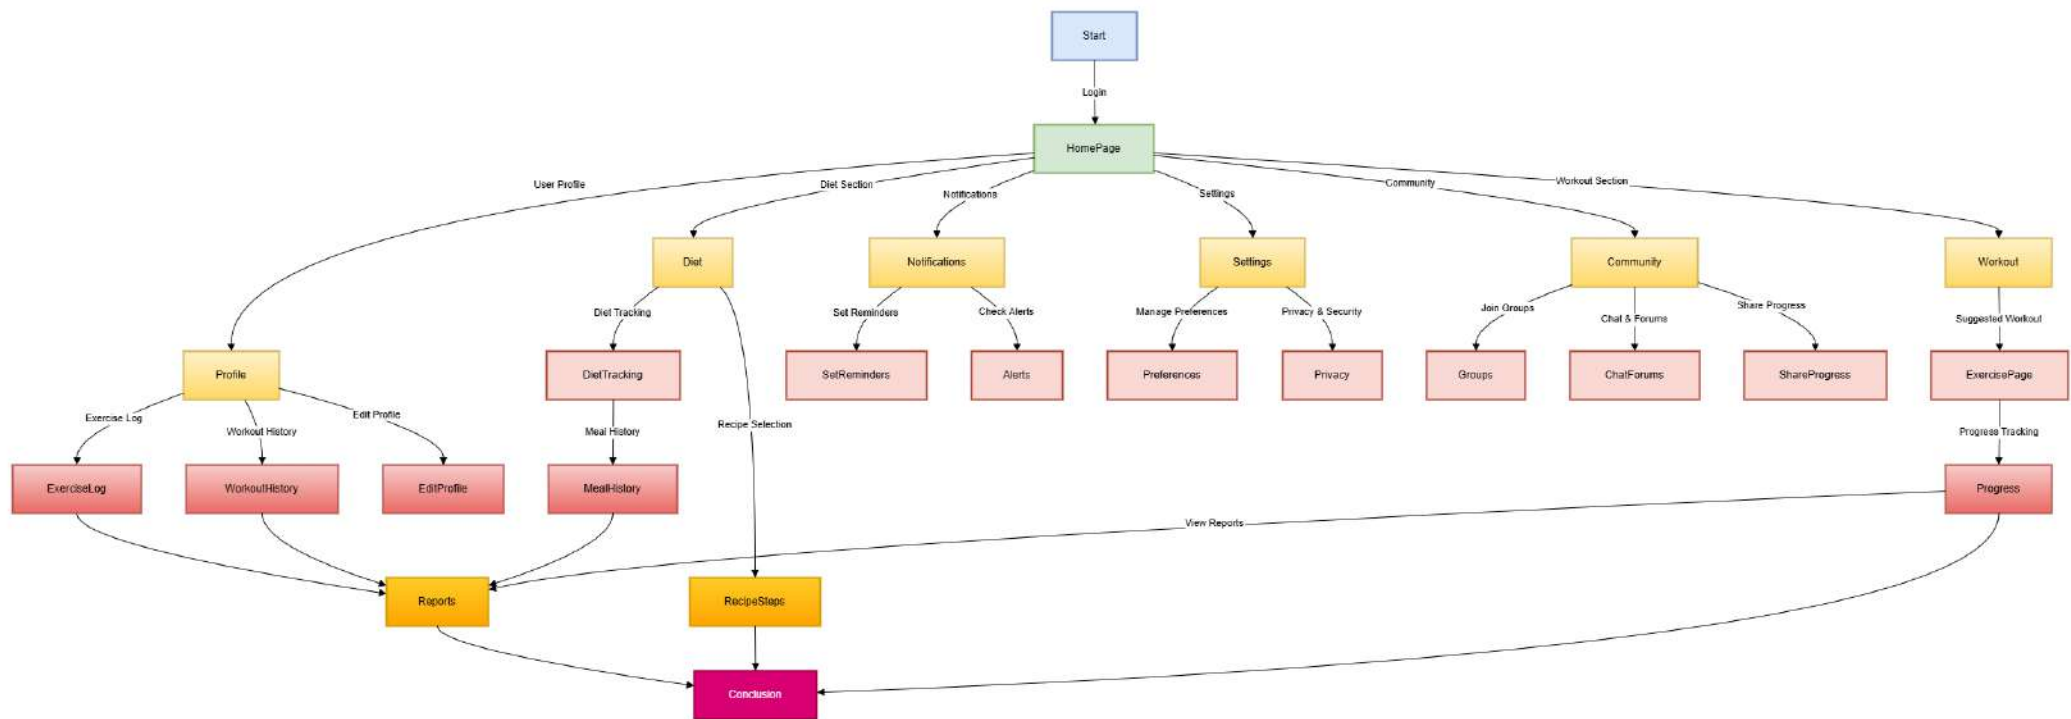 Start
Login
HomePage
User Profile
Diet Section
Notifications
Settings
Community
Workout Section
Diet
Notifications
Settings
Community
Workout
Diet Tracking
Set Reminders
Check Alerts
Manage Preferences
Privacy & Security
Join Groups
Chat & Forums
Share Progress
Suggested Workout
Profile
DietTracking
SetReminders
Alerts
Preferences
Privacy
Groups
ChatForums
ShareProgress
ExercisePage
Exercise Log
Workout History
Edit Profile
Meal History
Recipe Selection
Progress Tracking
ExerciseLog
WorkoutHistory
EditProfile
MealHistory
Progress
View Reports
Reports
RecipeSteps
Conclusion